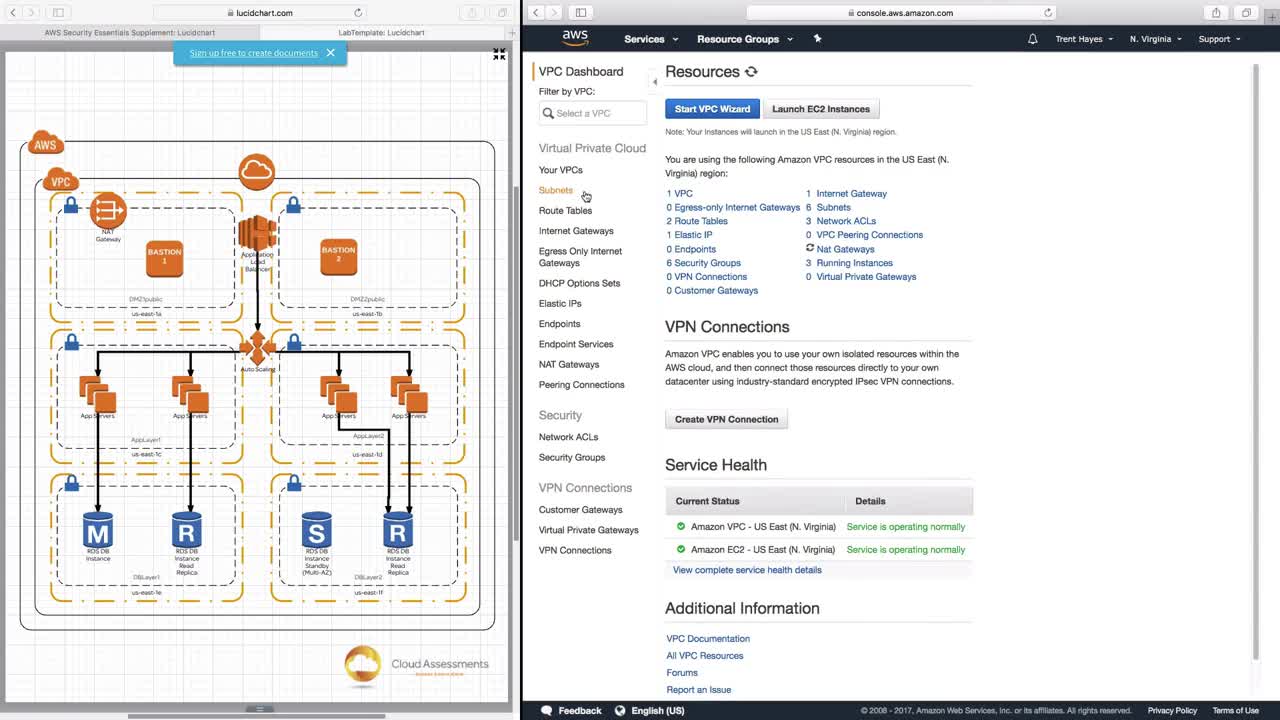 lucidchart.com
AWS Security Essentials Supplement: Lucidchart
LabTemplate: Lucidchart
Sign up free to create documents
AWS
VPC
NAT
Gateway
BASTION
1
Application
Load
Balancer
BASTION
2
DMZ1public
us-east-1a
DMZ2public
us-east-1b
Auto Scaling
App Servers
App Servers
App Servers
App Servers
AppLayer1
us-east-1c
AppLayer2
us-east-1d
M
RDS DB
Instance
R
RDS DB
Instance
Read
Replica
S
RDS DB
Instance
Standby
(Multi-AZ)
R
RDS DB
Instance
Read
Replica
DBLayer1
us-east-1e
DBLayer2
us-east-1f
Cloud Assessments
console.aws.amazon.com
aws
Services
Resource Groups
Trent Hayes
N. Virginia
Support
VPC Dashboard
Filter by VPC:
Select a VPC
Virtual Private Cloud
Your VPCs
Subnets
Route Tables
Internet Gateways
Egress Only Internet
Gateways
DHCP Options Sets
Elastic IPs
Endpoints
Endpoint Services
NAT Gateways
Peering Connections
Security
Network ACLs
Security Groups
VPN Connections
Customer Gateways
Virtual Private Gateways
VPN Connections
Resources
Start VPC Wizard
Launch EC2 Instances
Note: Your Instances will launch in the US East (N. Virginia) region.
You are using the following Amazon VPC resources in the US East (N.
Virginia) region:
1 VPC
1 Internet Gateway
0 Egress-only Internet Gateways
6 Subnets
2 Route Tables
3 Network ACLs
1 Elastic IP
0 VPC Peering Connections
0 Endpoints
Nat Gateways
6 Security Groups
3 Running Instances
0 VPN Connections
0 Virtual Private Gateways
0 Customer Gateways
VPN Connections
Amazon VPC enables you to use your own isolated resources within the
AWS cloud, and then connect those resources directly to your own
datacenter using industry-standard encrypted IPsec VPN connections.
Create VPN Connection
Service Health
Current Status
Details
Amazon VPC - US East (N. Virginia)
Service is operating normally
Amazon EC2 - US East (N. Virginia)
Service is operating normally
View complete service health details
Additional Information
VPC Documentation
All VPC Resources
Forums
Report an Issue
Feedback
English (US)
© 2008 - 2017, Amazon Web Services, Inc. or its affiliates. All rights reserved.
Privacy Policy
Terms of Use